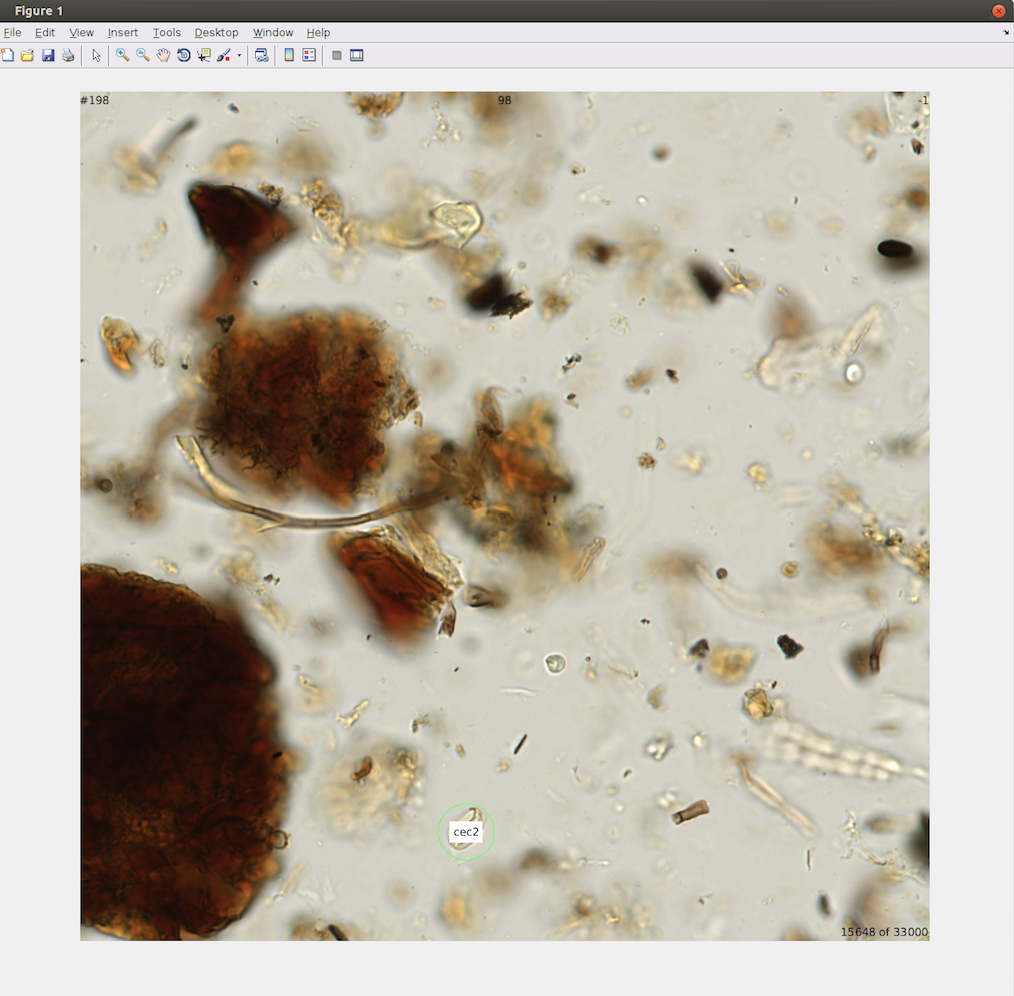 Figure 1
File Edit View Insert Tools Desktop Window Help
#198 98 -1
cec2
15648 of 33000